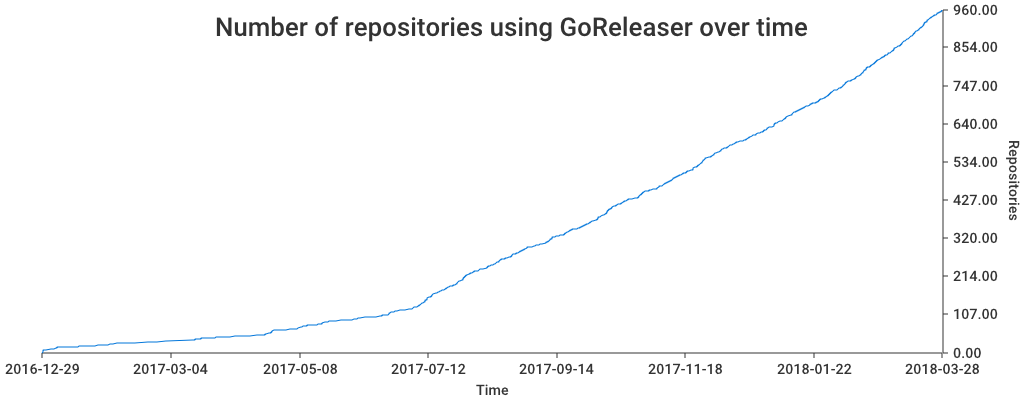 Number of repositories using GoReleaser over time
960.00
854.00
747.00
640.00
534.00
427.00
320.00
214.00
107.00
0.00
Repositories
2016-12-29 2017-03-04 2017-05-08 2017-07-12 2017-09-14 2017-11-18 2018-01-22 2018-03-28
Time